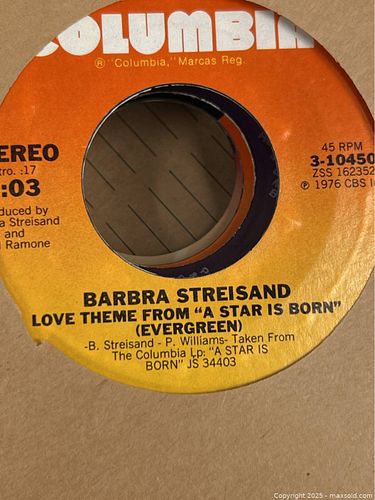 COLUMBIA
® "Columbia," Marcas Reg.
EREO
tro. :17
:03
duced by
a Streisand
and
Ramone
45 RPM
3-10450
ZSS 162352
℗ 1976 CBS
BARBRA STREISAND
LOVE THEME FROM "A STAR IS BORN"
(EVERGREEN)
-B. Streisand - P. Williams- Taken From
The Columbia Lp: "A STAR IS
BORN" JS 34403
Copyright 2025 - maxsold.com